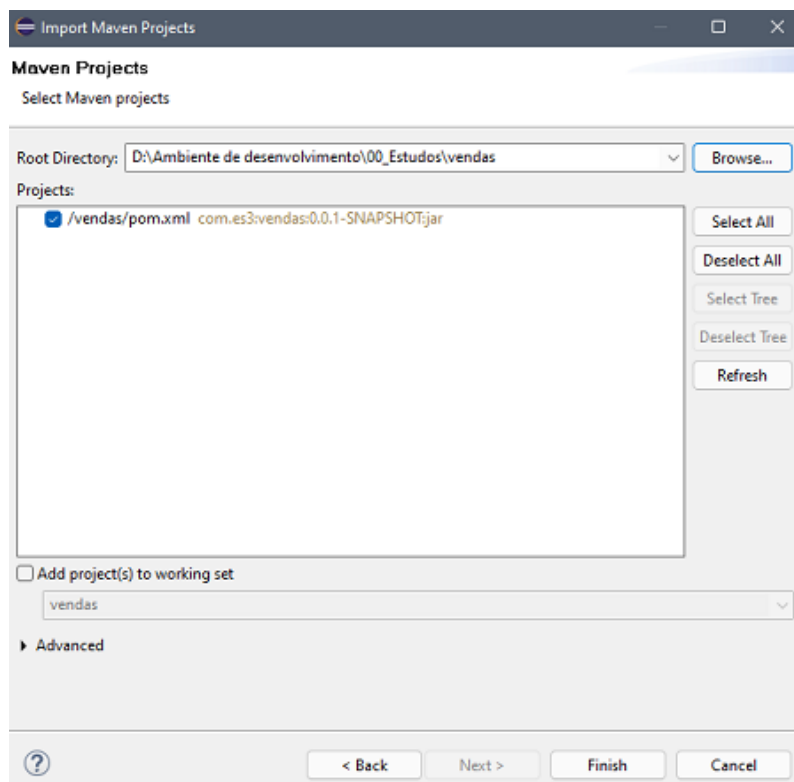 Import Maven Projects
Maven Projects
Select Maven projects
Root Directory: D:\Ambiente de desenvolvimento\00_Estudos\vendas Browse...
Projects:
/vendas/pom.xml com.es3:vendas:0.0.1-SNAPSHOT:jar
Select All
Deselect All
Select Tree
Deselect Tree
Refresh
Add project(s) to working set
vendas
Advanced
? < Back Next > Finish Cancel